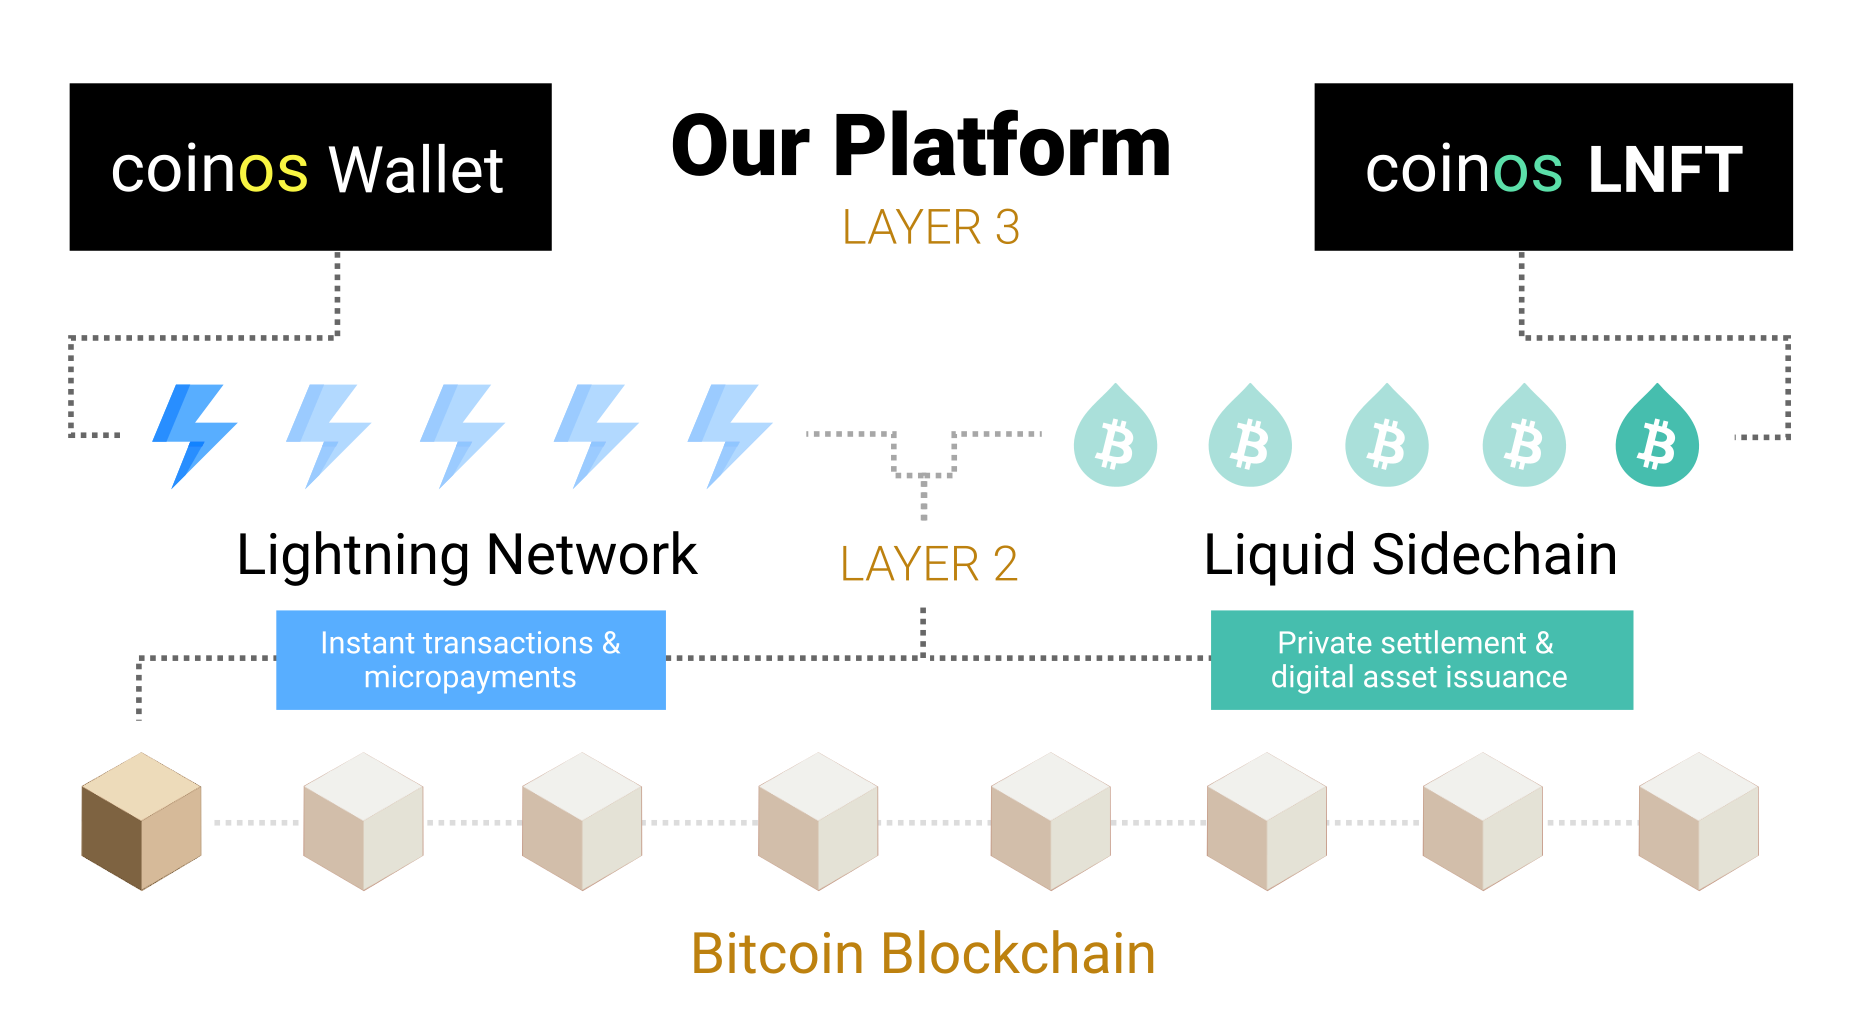 coinos Wallet
Our Platform
LAYER 3
coinos LNFT
Lightning Network
LAYER 2
Liquid Sidechain
Instant transactions &
micropayments
Private settlement &
digital asset issuance
Bitcoin Blockchain